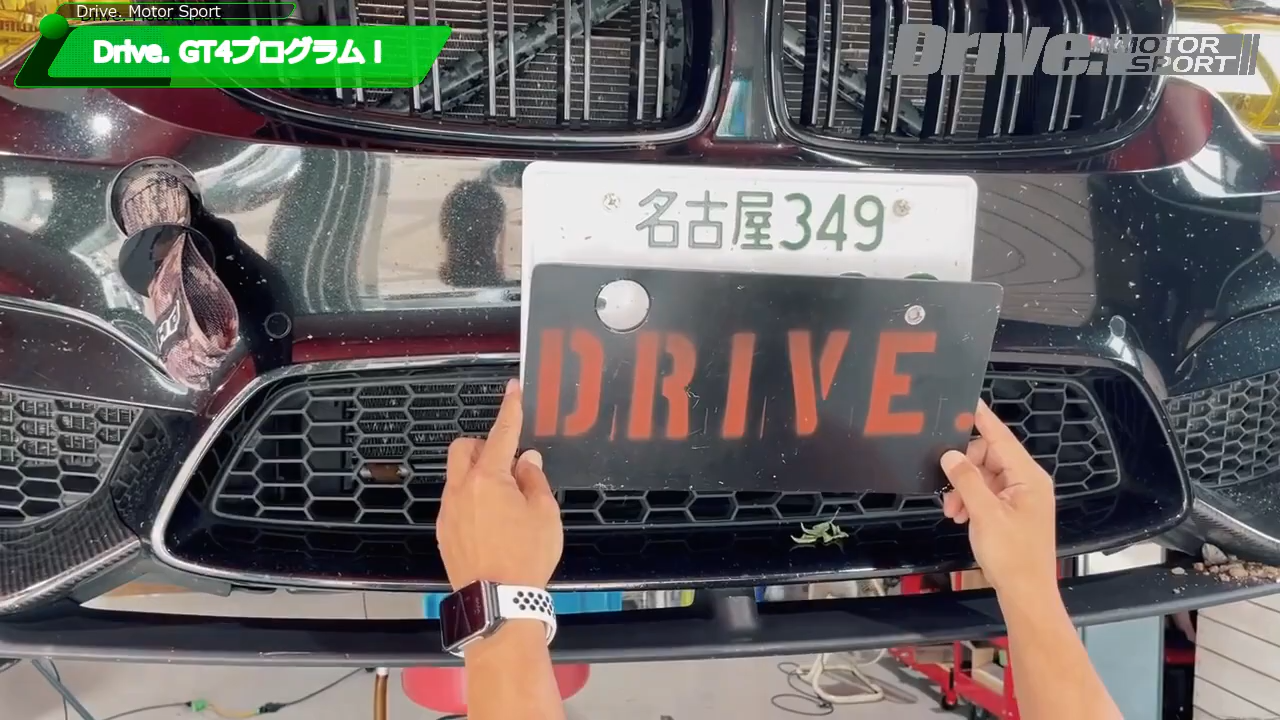 Drive. Motor Sport
Drive. GT4プログラムⅠ
Drive. MOTOR SPORT
名古屋349
DRIVE.